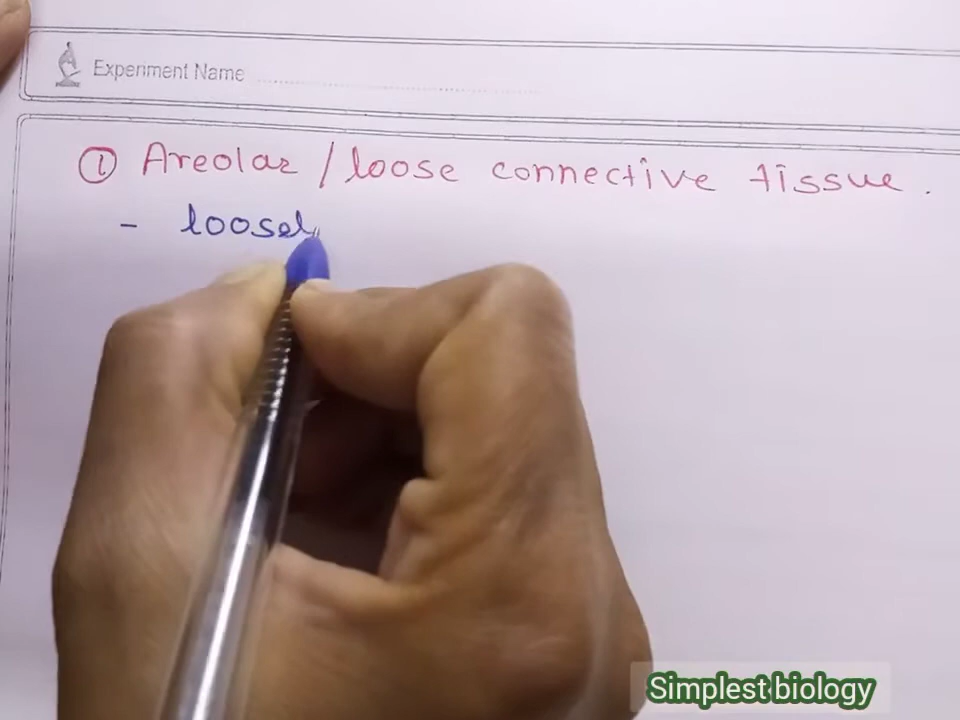 Experiment Name
① Areolar / loose connective tissue.
- loosel
Simplest biology